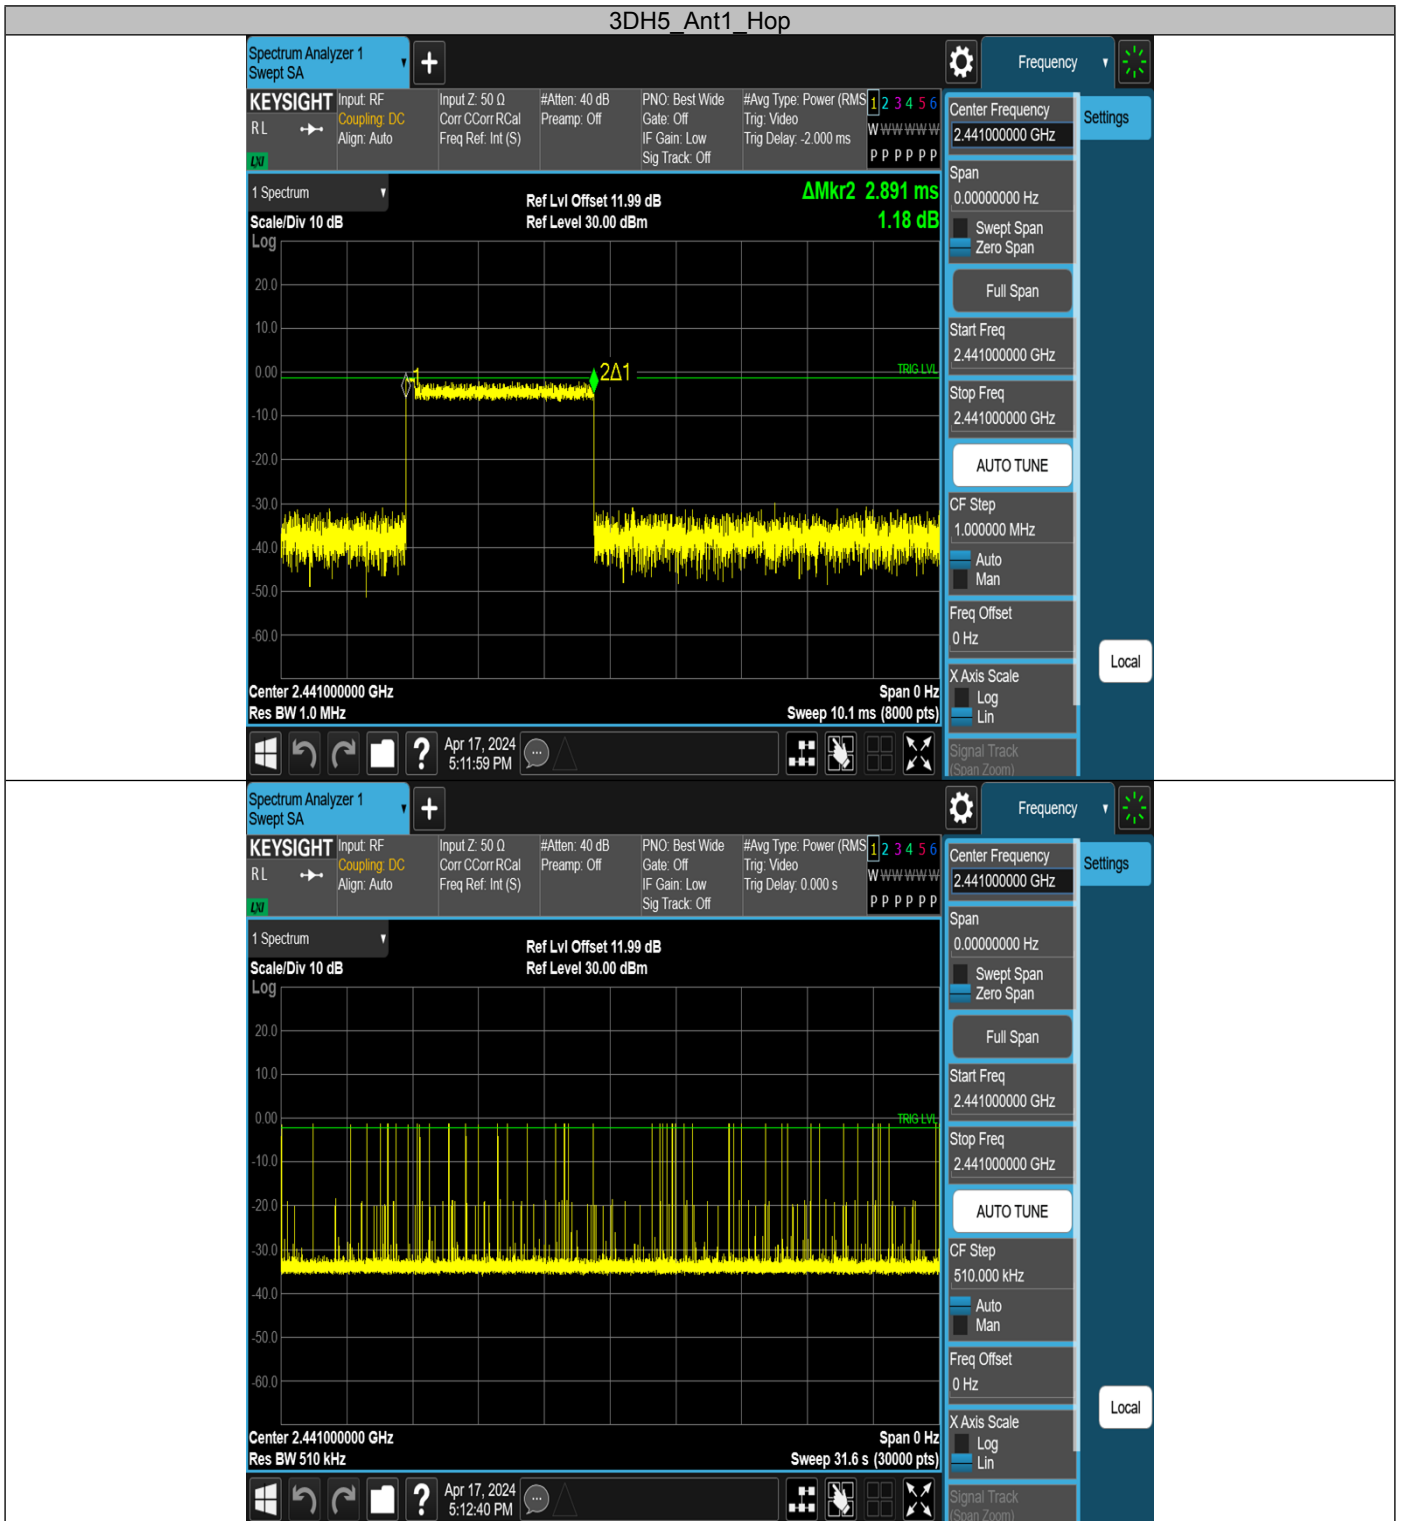 3DH5_Ant1_Hop
Spectrum Analyzer 1
Swept SA
+
Frequency
KEYSIGHT
RL
LXI
Input: RF
Coupling: DC
Align: Auto
Input Z: 50 Ω
Corr CCorr RCal
Freq Ref: Int (S)
#Atten: 40 dB
Preamp: Off
PNO: Best Wide
Gate: Off
IF Gain: Low
Sig Track: Off
#Avg Type: Power (RMS
Trig: Video
Trig Delay: -2.000 ms
1 2 3 4 5 6
W W W W W W
P P P P P P
Center Frequency
2.441000000 GHz
Settings
Span
0.00000000 Hz
Swept Span
Zero Span
Full Span
Start Freq
2.441000000 GHz
Stop Freq
2.441000000 GHz
AUTO TUNE
CF Step
1.000000 MHz
Auto
Man
Freq Offset
0 Hz
X Axis Scale
Log
Lin
Signal Track
(Span Zoom)
Local
1 Spectrum
Scale/Div 10 dB
Log
Ref Lvl Offset 11.99 dB
Ref Level 30.00 dBm
ΔMkr2 2.891 ms
1.18 dB
20.0
10.0
0.00
-10.0
-20.0
-30.0
-40.0
-50.0
-60.0
1
2Δ1
TRIG LVL
Center 2.441000000 GHz
Res BW 1.0 MHz
Span 0 Hz
Sweep 10.1 ms (8000 pts)
?
Apr 17, 2024
5:11:59 PM
Spectrum Analyzer 1
Swept SA
+
Frequency
KEYSIGHT
RL
LXI
Input: RF
Coupling: DC
Align: Auto
Input Z: 50 Ω
Corr CCorr RCal
Freq Ref: Int (S)
#Atten: 40 dB
Preamp: Off
PNO: Best Wide
Gate: Off
IF Gain: Low
Sig Track: Off
#Avg Type: Power (RMS
Trig: Video
Trig Delay: 0.000 s
1 2 3 4 5 6
W W W W W W
P P P P P P
Center Frequency
2.441000000 GHz
Settings
Span
0.00000000 Hz
Swept Span
Zero Span
Full Span
Start Freq
2.441000000 GHz
Stop Freq
2.441000000 GHz
AUTO TUNE
CF Step
510.000 kHz
Auto
Man
Freq Offset
0 Hz
X Axis Scale
Log
Lin
Signal Track
(Span Zoom)
Local
1 Spectrum
Scale/Div 10 dB
Log
Ref Lvl Offset 11.99 dB
Ref Level 30.00 dBm
20.0
10.0
0.00
-10.0
-20.0
-30.0
-40.0
-50.0
-60.0
TRIG LVL
Center 2.441000000 GHz
Res BW 510 kHz
Span 0 Hz
Sweep 31.6 s (30000 pts)
?
Apr 17, 2024
5:12:40 PM